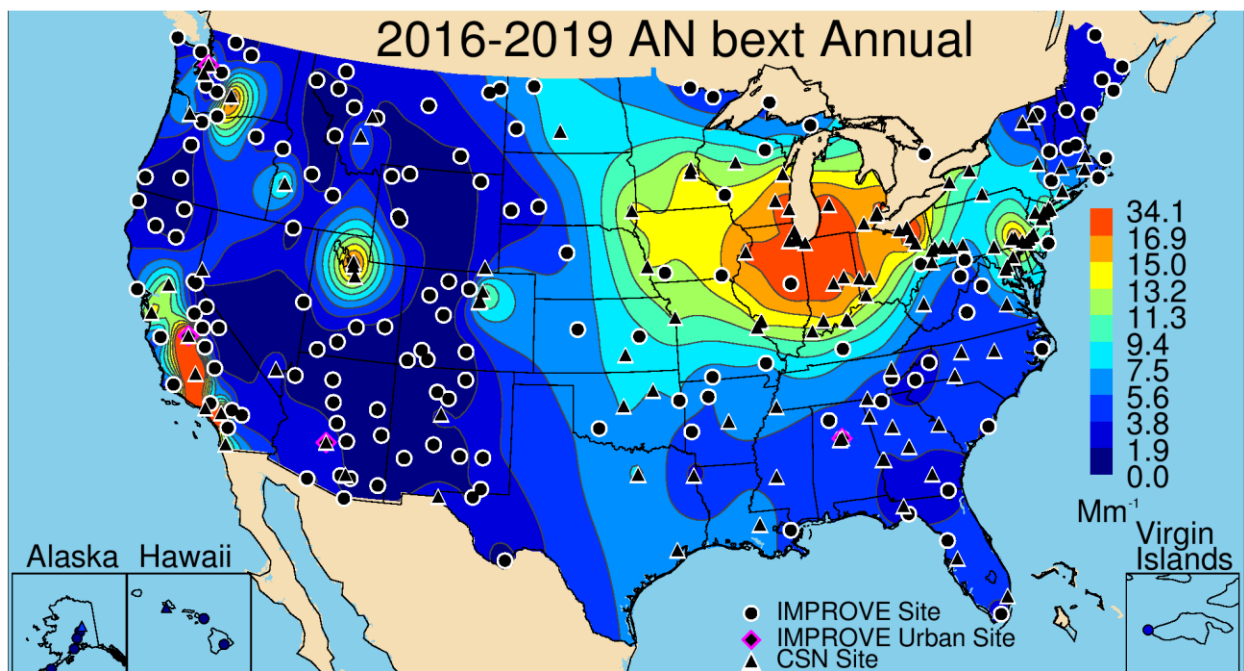 2016-2019 AN bext Annual
34.1
16.9
15.0
13.2
11.3
9.4
7.5
5.6
3.8
1.9
0.0
Mm⁻¹
Alaska
Hawaii
Virgin
Islands
IMPROVE Site
IMPROVE Urban Site
CSN Site